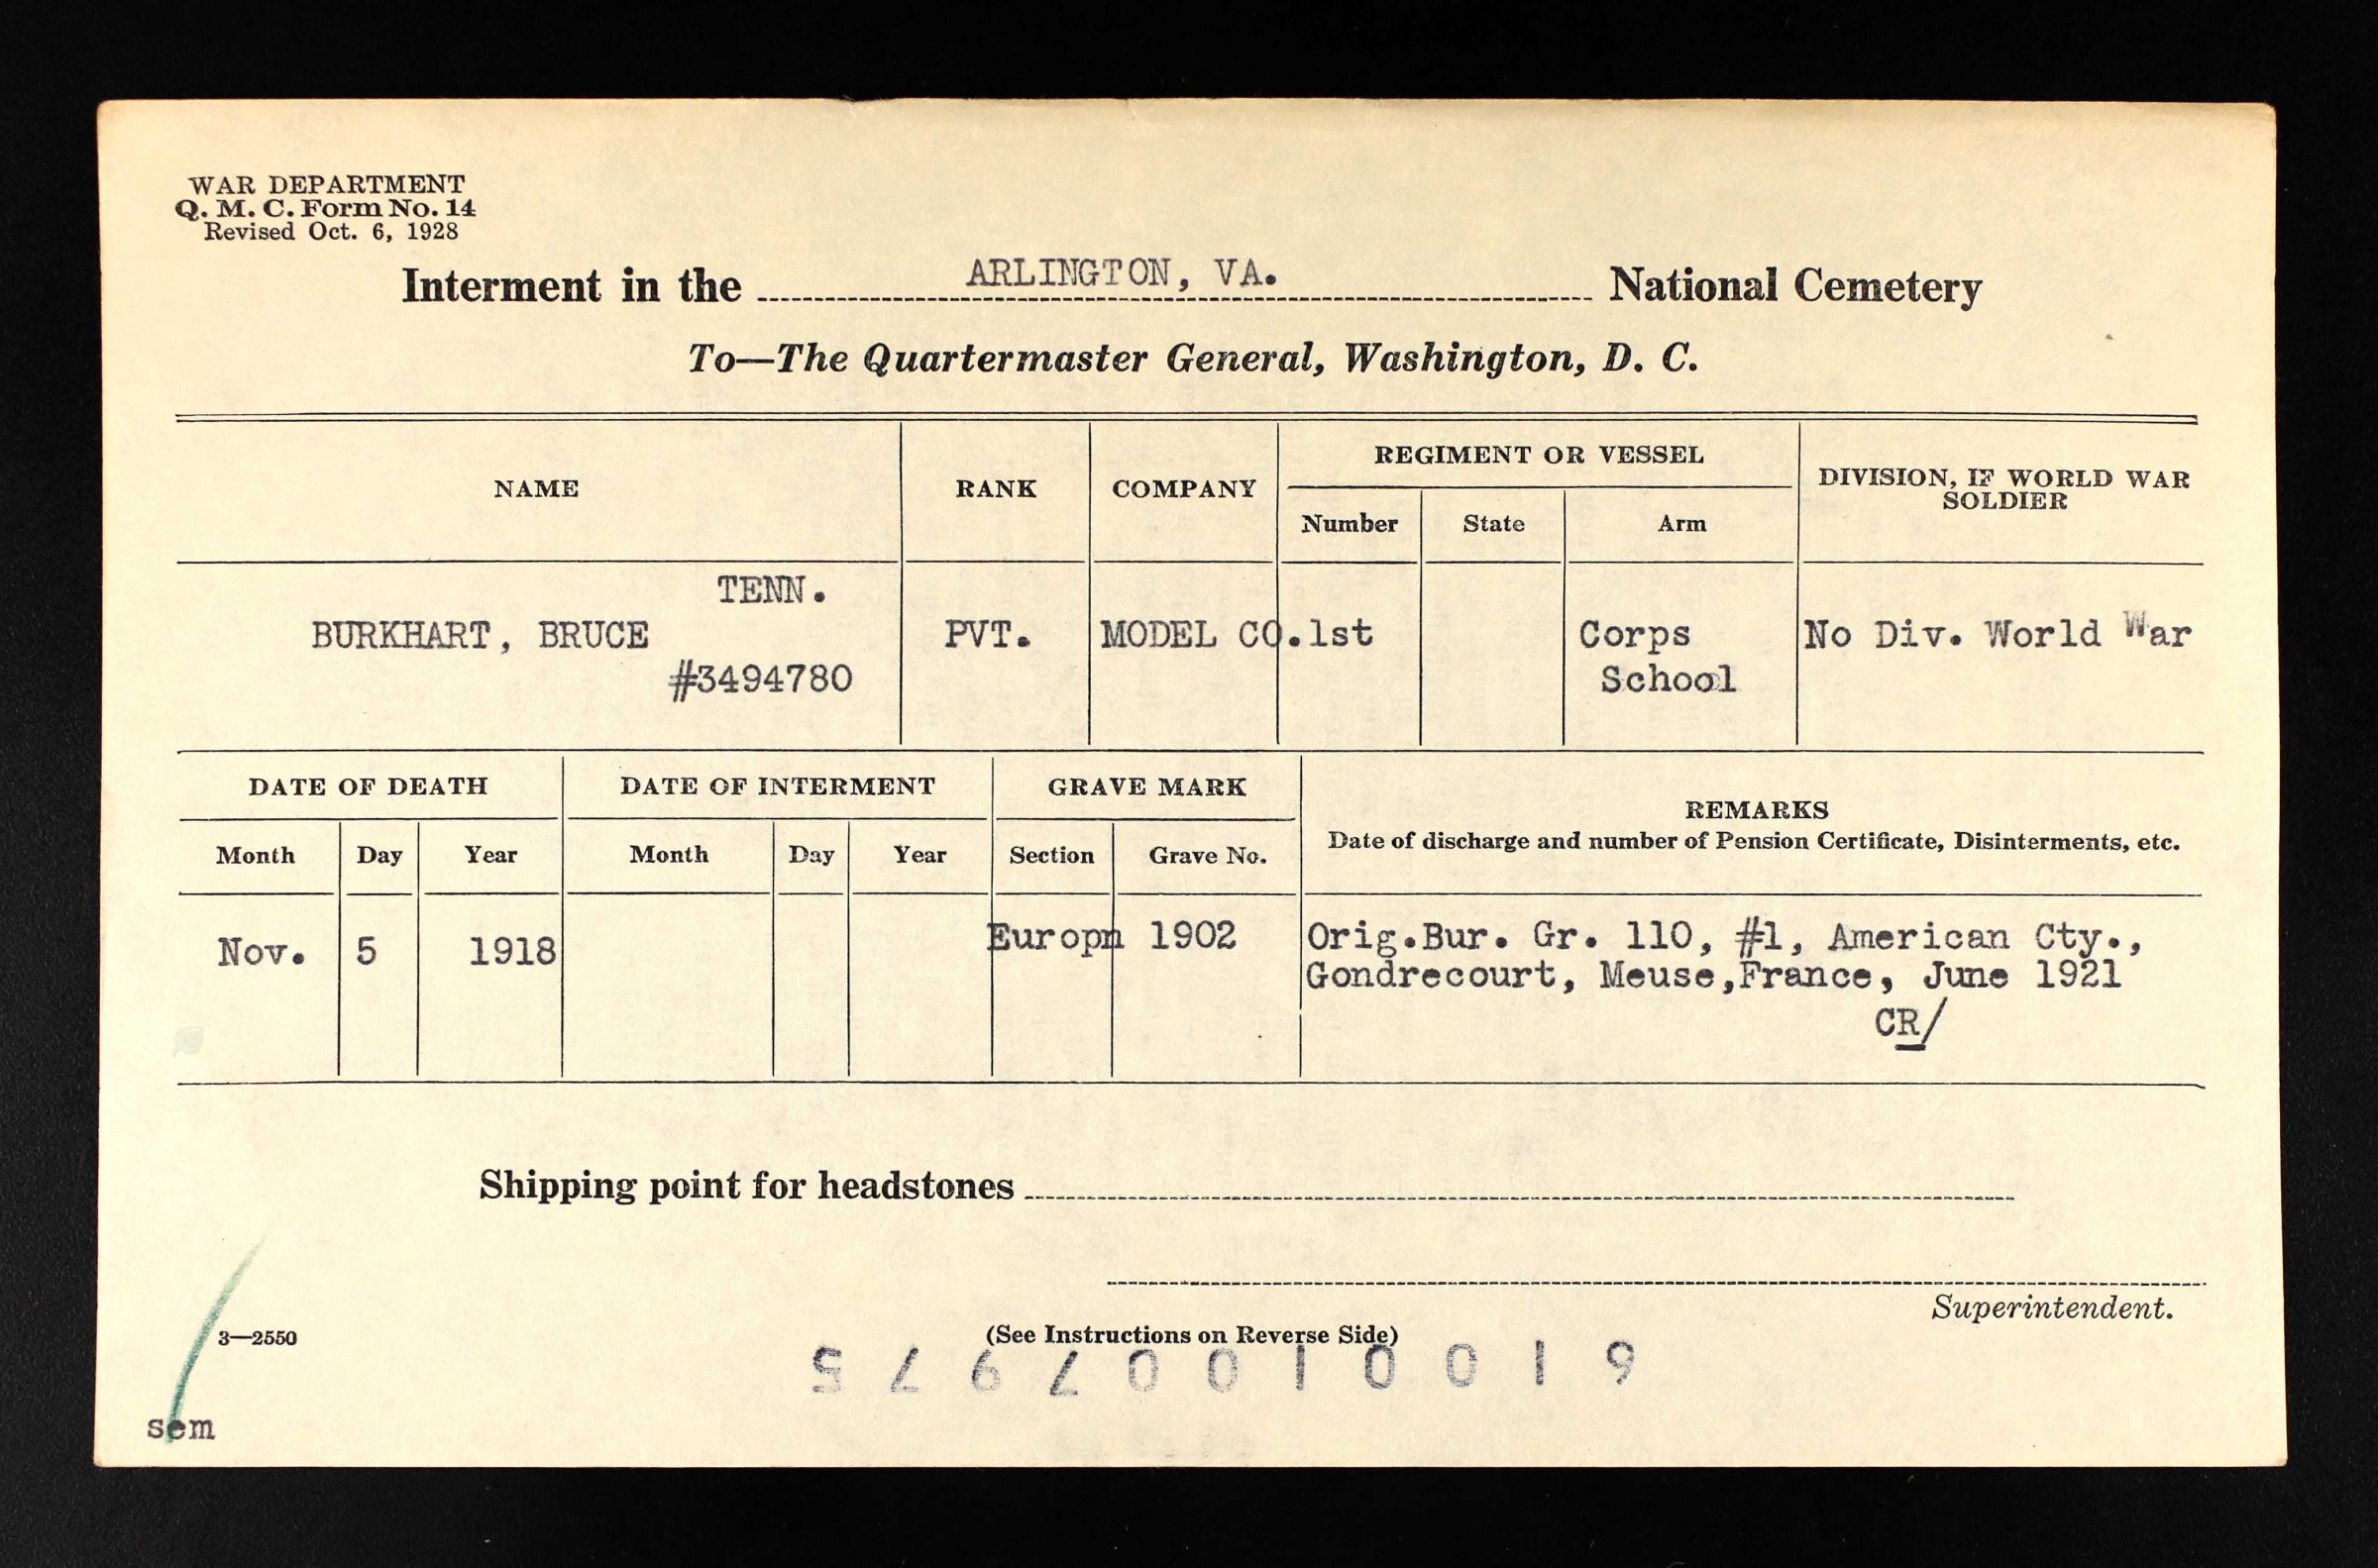 WAR DEPARTMENT
Q. M. C. Form No. 14
Revised Oct. 6, 1928
Interment in the ARLINGTON, VA. National Cemetery
To—The Quartermaster General, Washington, D. C.
NAME RANK COMPANY REGIMENT OR VESSEL DIVISION, IF WORLD WAR SOLDIER
Number State Arm
TENN.
BURKHART, BRUCE PVT. MODEL CO. 1st Corps No Div. World War
#3494780 School
DATE OF DEATH DATE OF INTERMENT GRAVE MARK REMARKS
Date of discharge and number of Pension Certificate, Disinterments, etc.
Month Day Year Month Day Year Section Grave No.
Nov. 5 1918 Europn 1902 Orig.Bur. Gr. 110, #1, American Cty.,
Gondrecourt, Meuse,France, June 1921
CR/
Shipping point for headstones
Superintendent.
3—2550 (See Instructions on Reverse Side)
61001007975
sem